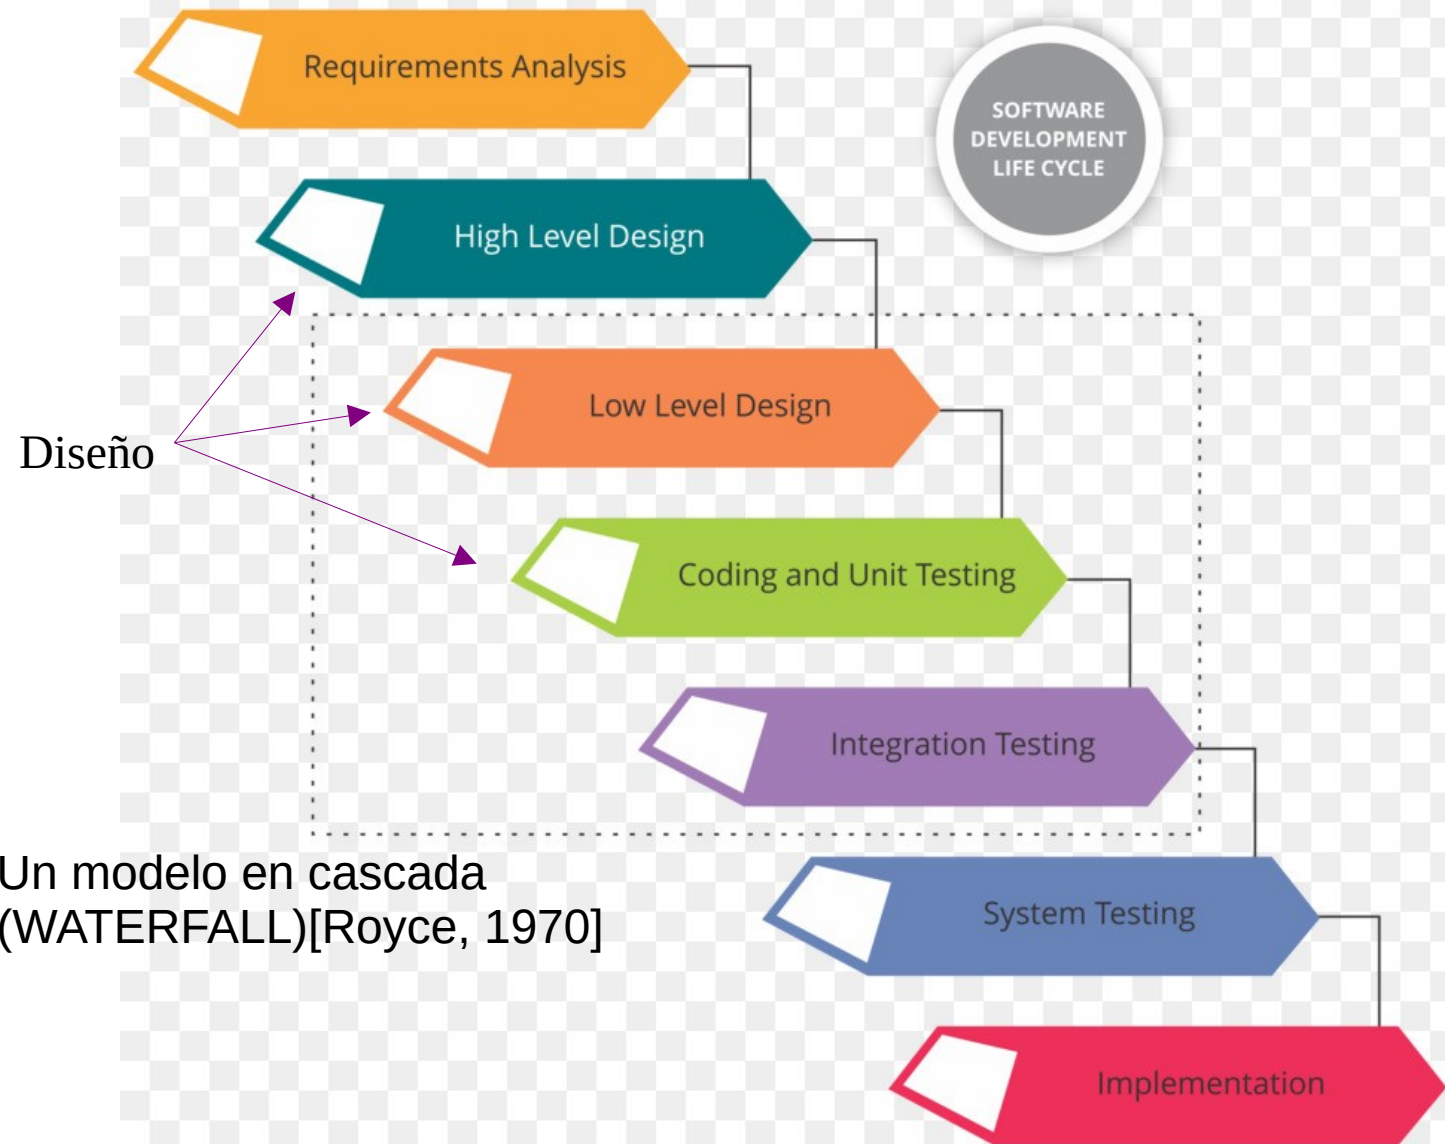 Requirements Analysis
SOFTWARE
DEVELOPMENT
LIFE CYCLE
High Level Design
Low Level Design
Diseño
Coding and Unit Testing
Integration Testing
Un modelo en cascada
(WATERFALL)[Royce, 1970]
System Testing
Implementation